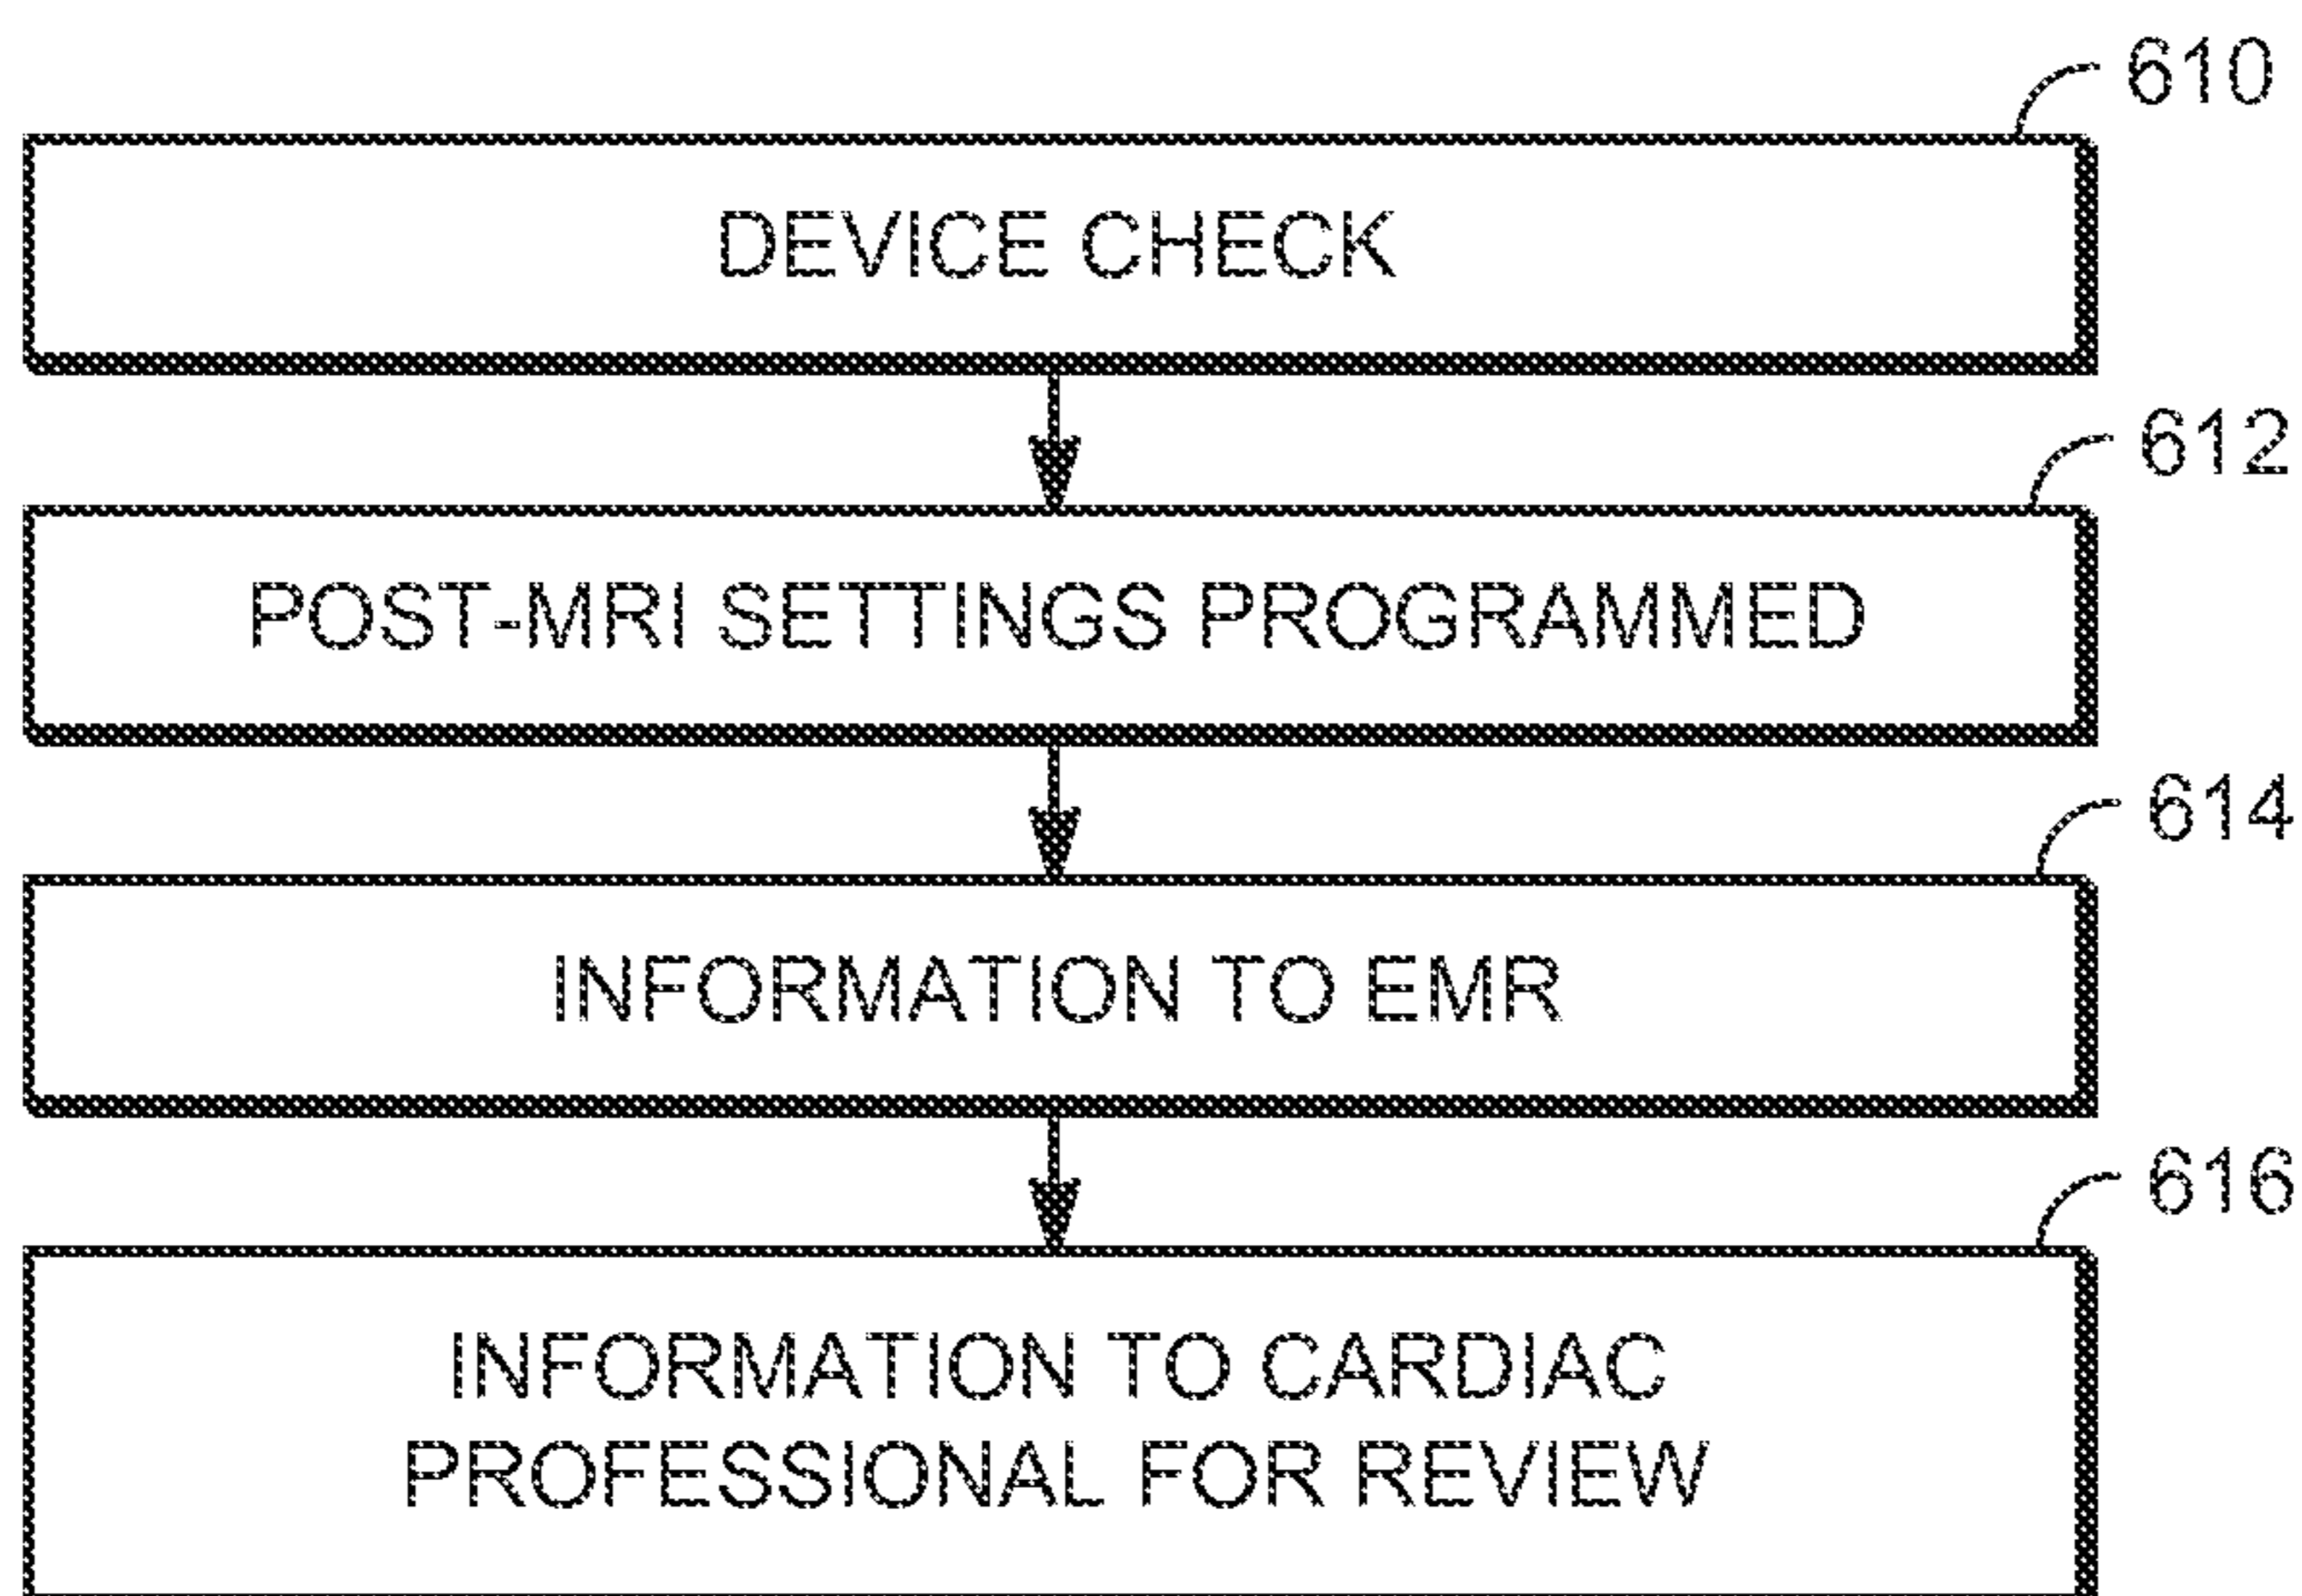 610
DEVICE CHECK
612
POST-MRI SETTINGS PROGRAMMED
614
INFORMATION TO EMR
616
INFORMATION TO CARDIAC
PROFESSIONAL FOR REVIEW